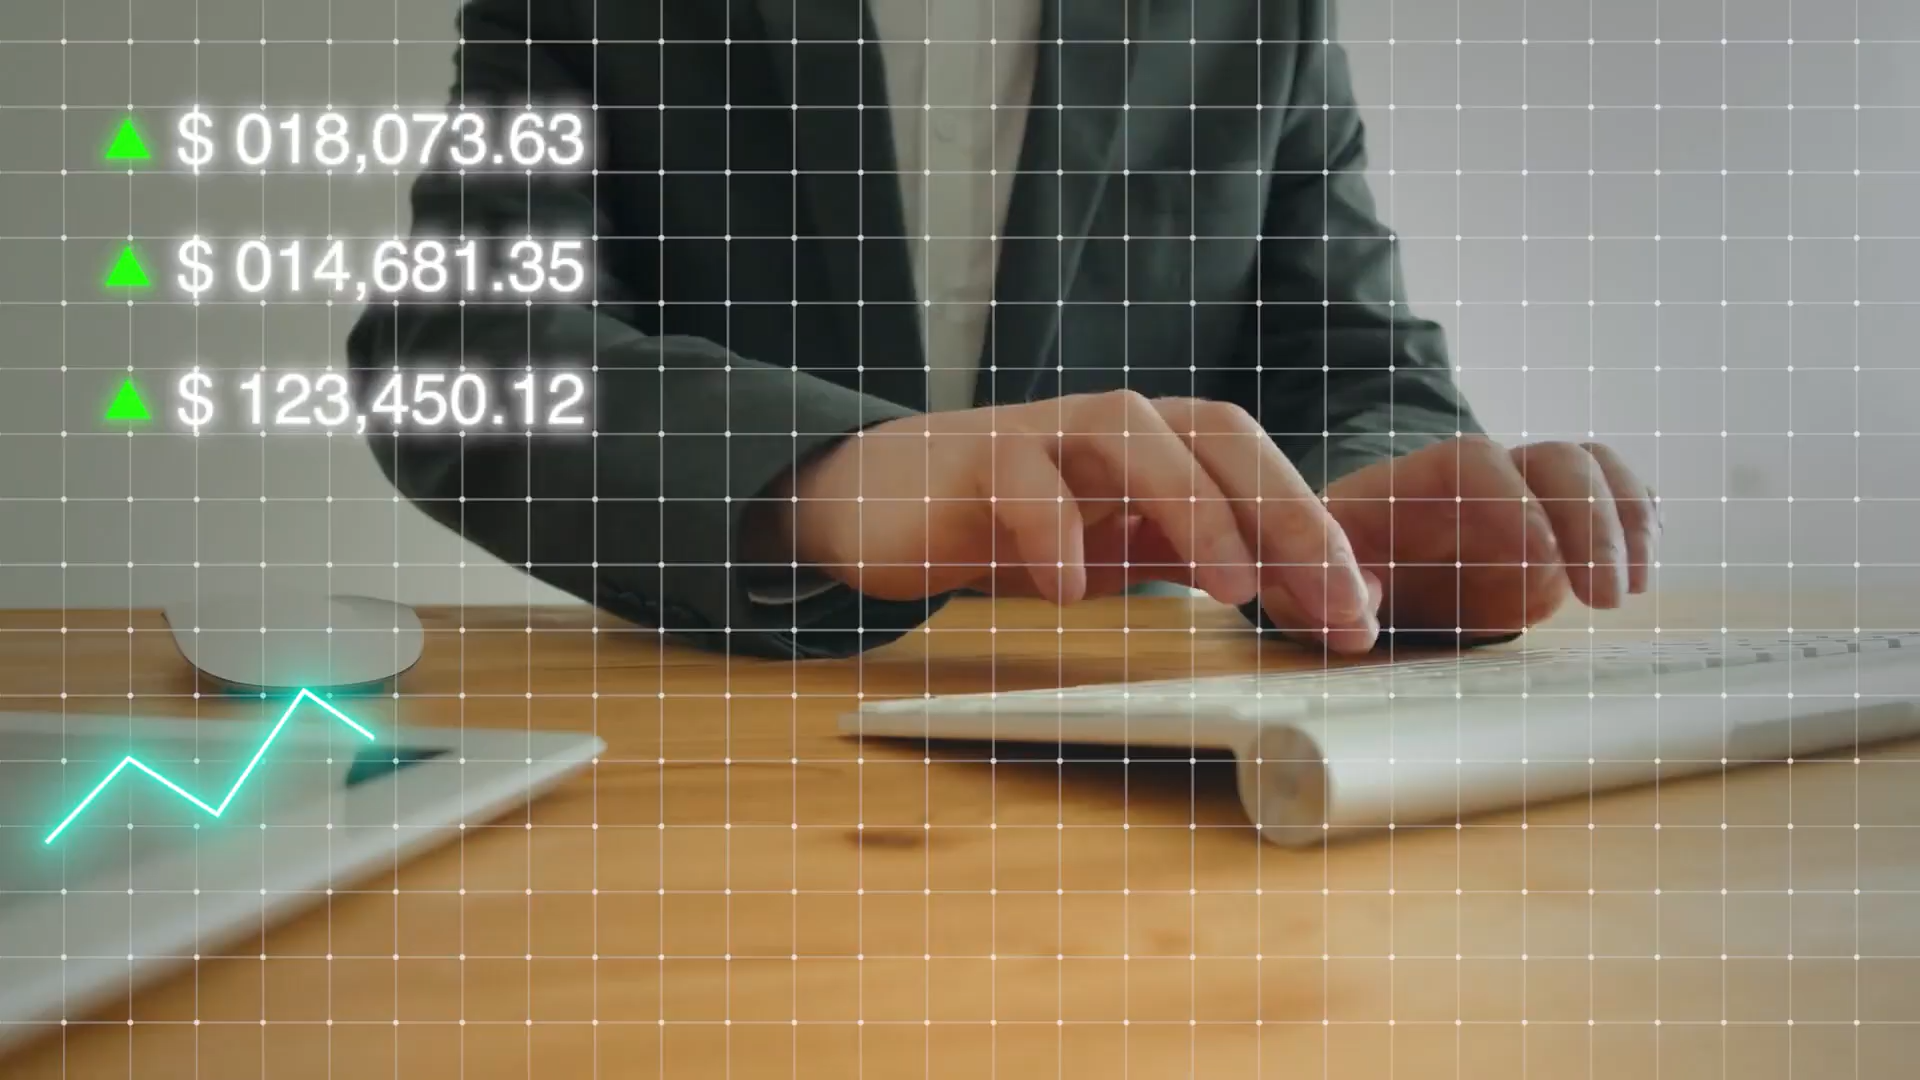 ▲ $ 018,073.63
▲ $ 014,681.35
▲ $ 123,450.12